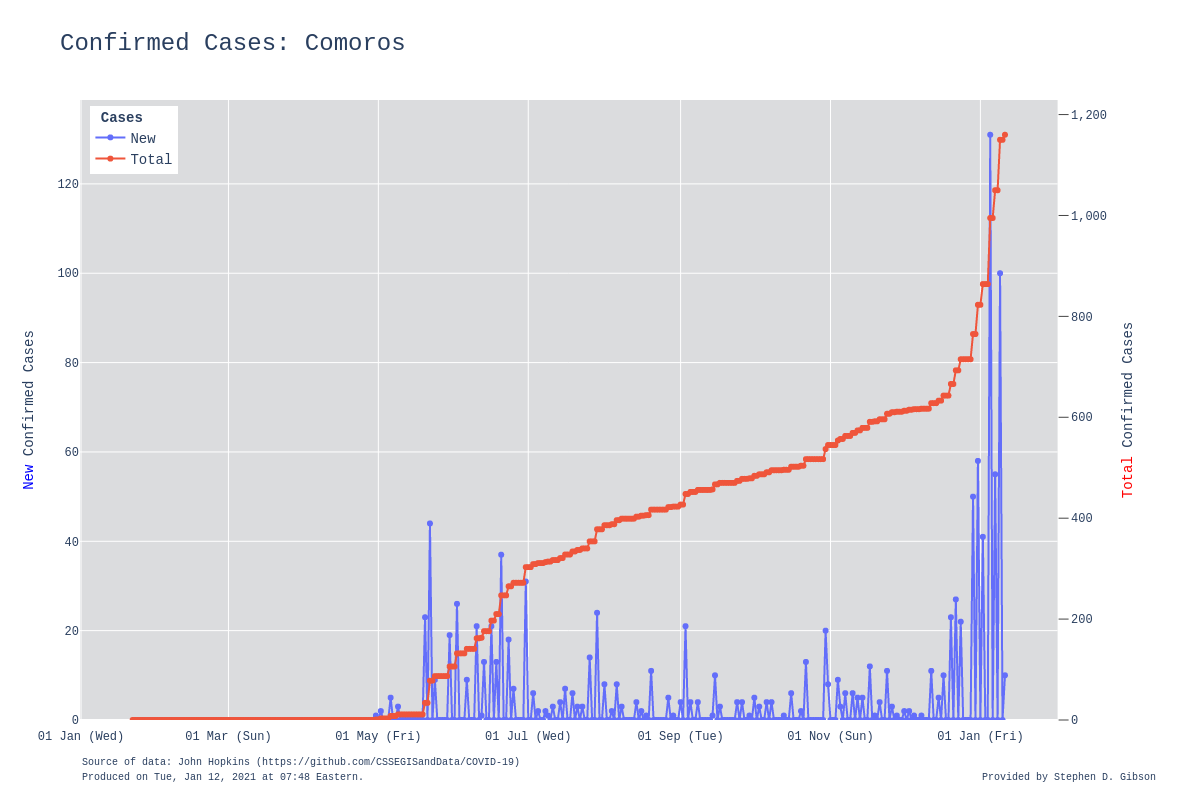 Confirmed Cases: Comoros
Cases
New
Total
120
100
80
60
40
20
0
1,200
1,000
800
600
400
200
0
New Confirmed Cases
Total Confirmed Cases
01 Jan (Wed)
01 Mar (Sun)
01 May (Fri)
01 Jul (Wed)
01 Sep (Tue)
01 Nov (Sun)
01 Jan (Fri)
Source of data: John Hopkins (https://github.com/CSSEGISandData/COVID-19)
Produced on Tue, Jan 12, 2021 at 07:48 Eastern.
Provided by Stephen D. Gibson